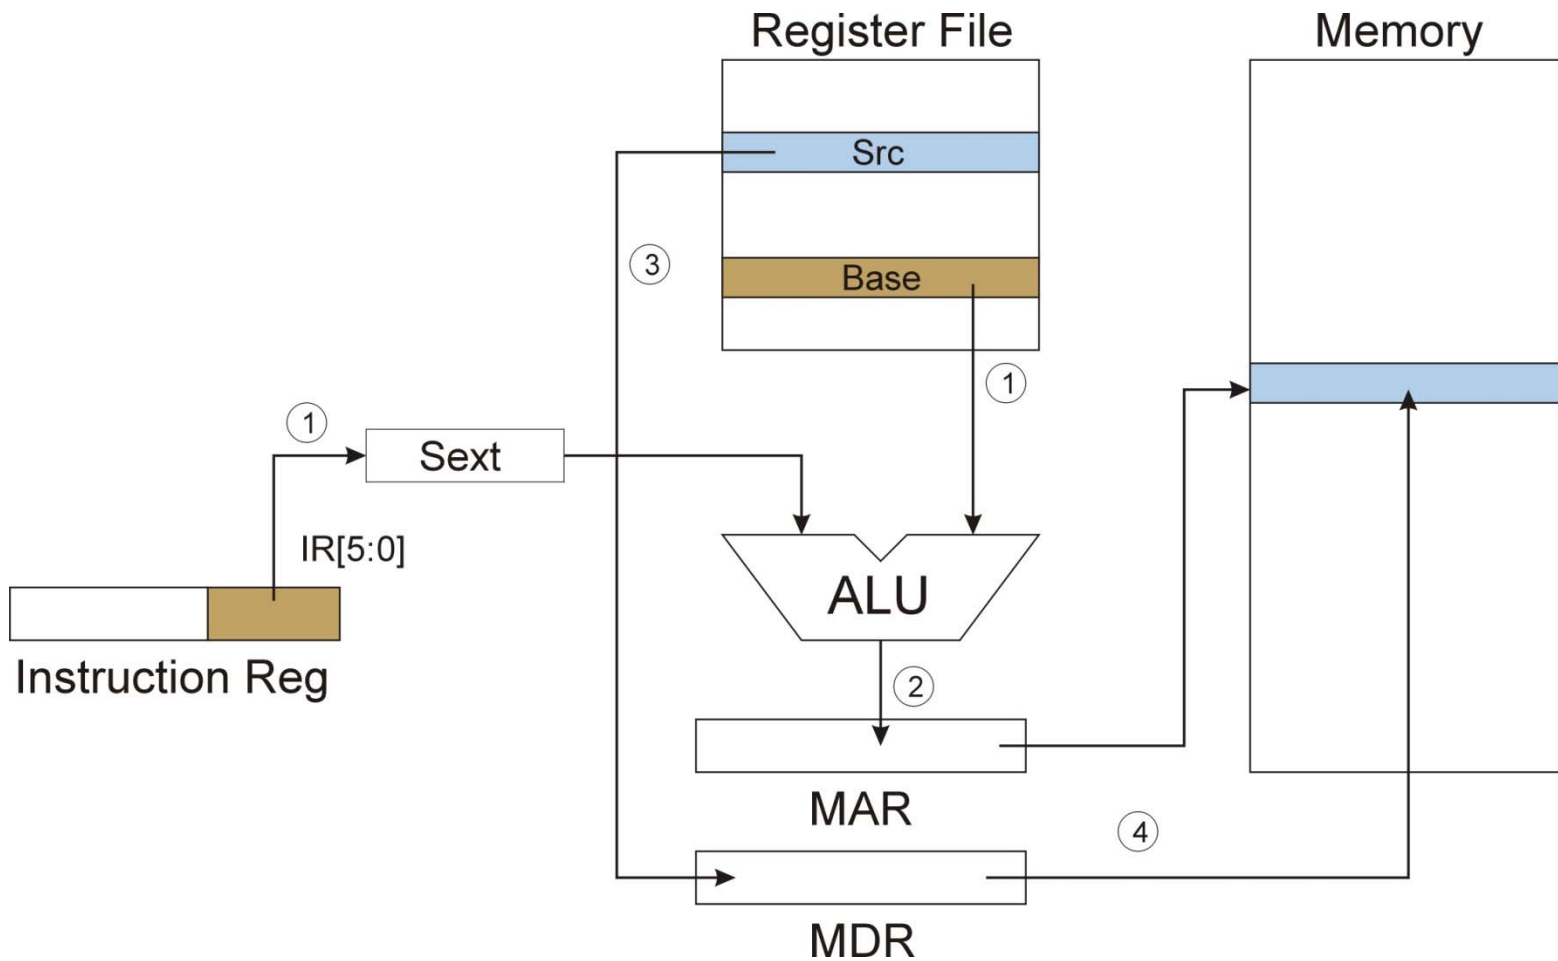 Register File
Memory
Src
3
Base
1
1
Sext
IR[5:0]
ALU
Instruction Reg
2
MAR
4
MDR